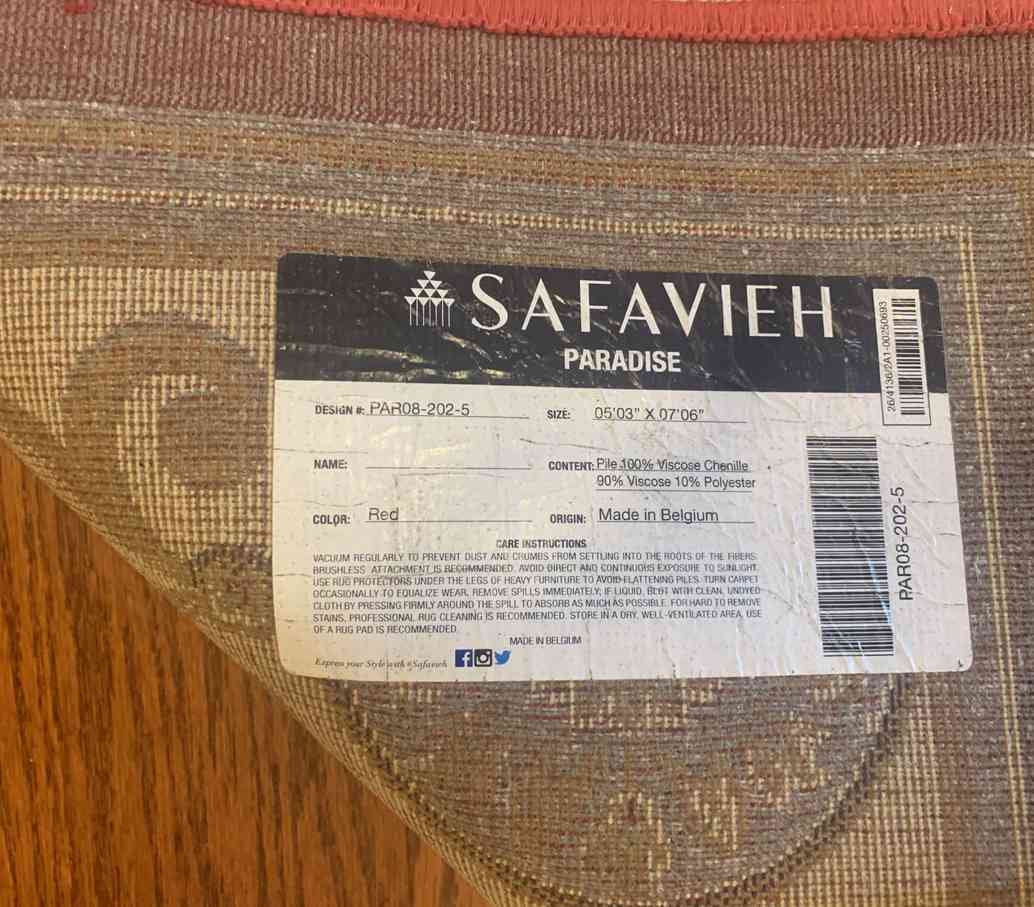 SAFAVIEH
PARADISE
26/4136/2A1-00250693
DESIGN #: PAR08-202-5
SIZE: 05'03" X 07'06"
NAME:
CONTENT: Pile 100% Viscose Chenille
90% Viscose 10% Polyester
COLOR: Red
ORIGIN: Made in Belgium
PAR08-202-5
CARE INSTRUCTIONS
VACUUM REGULARLY TO PREVENT DUST AND CRUMBS FROM SETTLING INTO THE ROOTS OF THE FIBERS.
BRUSHLESS ATTACHMENT IS RECOMMENDED. AVOID DIRECT AND CONTINUOUS EXPOSURE TO SUNLIGHT.
USE RUG PROTECTORS UNDER THE LEGS OF HEAVY FURNITURE TO AVOID FLATTENING PILES. TURN CARPET
OCCASIONALLY TO EQUALIZE WEAR. REMOVE SPILLS IMMEDIATELY; IF LIQUID, BLOT WITH CLEAN, UNDYED
CLOTH BY PRESSING FIRMLY AROUND THE SPILL TO ABSORB AS MUCH AS POSSIBLE. FOR HARD TO REMOVE
STAINS, PROFESSIONAL RUG CLEANING IS RECOMMENDED. STORE IN A DRY, WELL-VENTILATED AREA. USE
OF A RUG PAD IS RECOMMENDED.
MADE IN BELGIUM
Express your Style with #Safavieh